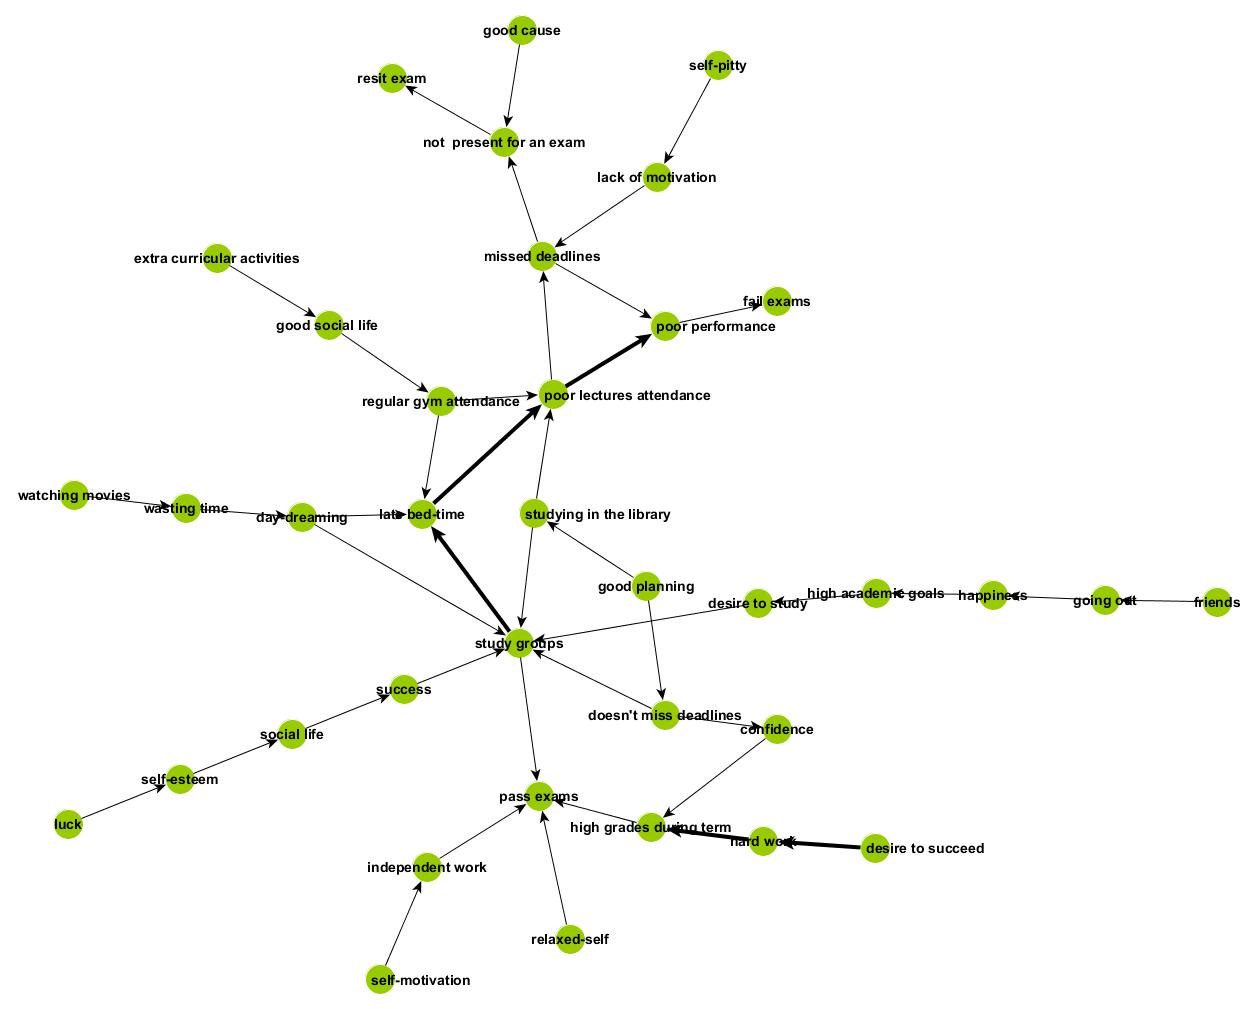 good cause
self-pitty
resit exam
not  present for an exam
lack of motivation
missed deadlines
extra curricular activities
fail exams
good social life
poor performance
regular gym attendance
poor lectures attendance
watching movies
wasting time
day-dreaming
late bed-time
studying in the library
good planning
desire to study
high academic goals
happiness
going out
friends
study groups
success
doesn't miss deadlines
confidence
social life
self-esteem
pass exams
luck
high grades during term
hard work
desire to succeed
independent work
relaxed-self
self-motivation